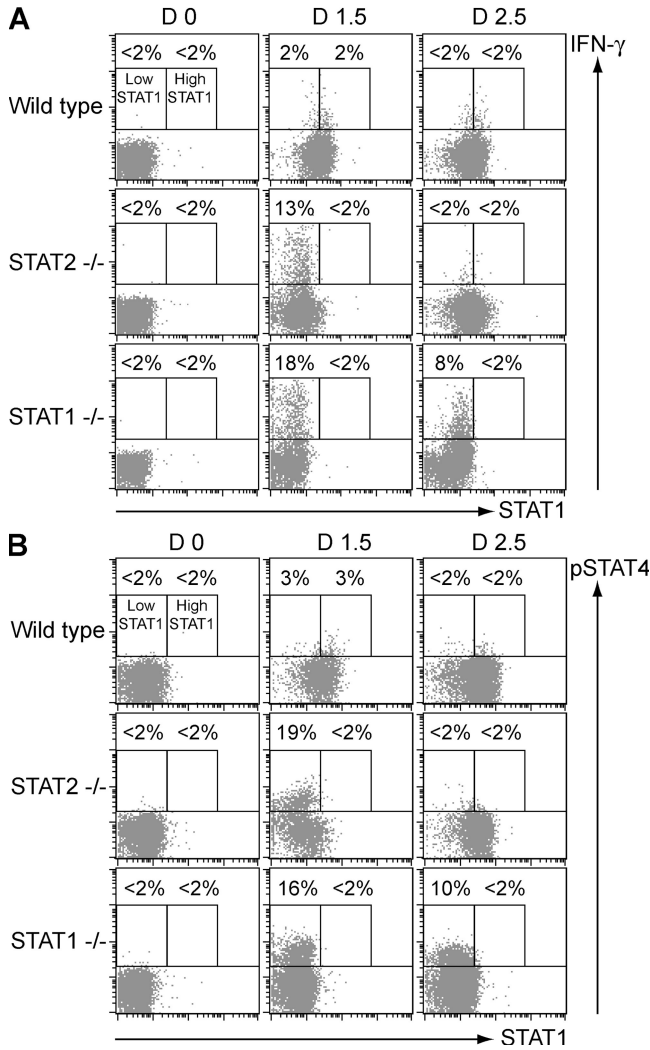 A
D 0 D 1.5 D 2.5
IFN-γ
<2% <2% 2% 2% <2% <2%
Low STAT1 High STAT1
Wild type
<2% <2% 13% <2% <2% <2%
STAT2 -/-
<2% <2% 18% <2% 8% <2%
STAT1 -/-
STAT1
B
D 0 D 1.5 D 2.5
pSTAT4
<2% <2% 3% 3% <2% <2%
Low STAT1 High STAT1
Wild type
<2% <2% 19% <2% <2% <2%
STAT2 -/-
<2% <2% 16% <2% 10% <2%
STAT1 -/-
STAT1